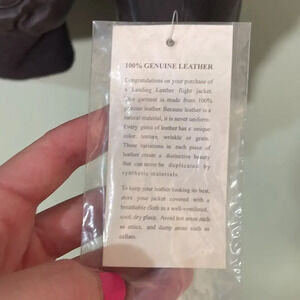 100% GENUINE LEATHER
Congratulations on your purchase of
a Landing Leather flight jacket.
This garment is made from 100%
genuine leather. Because leather is a
natural material, it is never uniform.
Every piece of leather has a unique
color, texture, wrinkle or grain.
These variations in each piece of
leather create a distinctive beauty
that can never be duplicated by
synthetic materials.
To keep your leather looking its best,
store your jacket covered with a
breathable cloth in a well-ventilated,
cool, dry place. Avoid hot areas such
as attics, and damp areas such as
cellars.